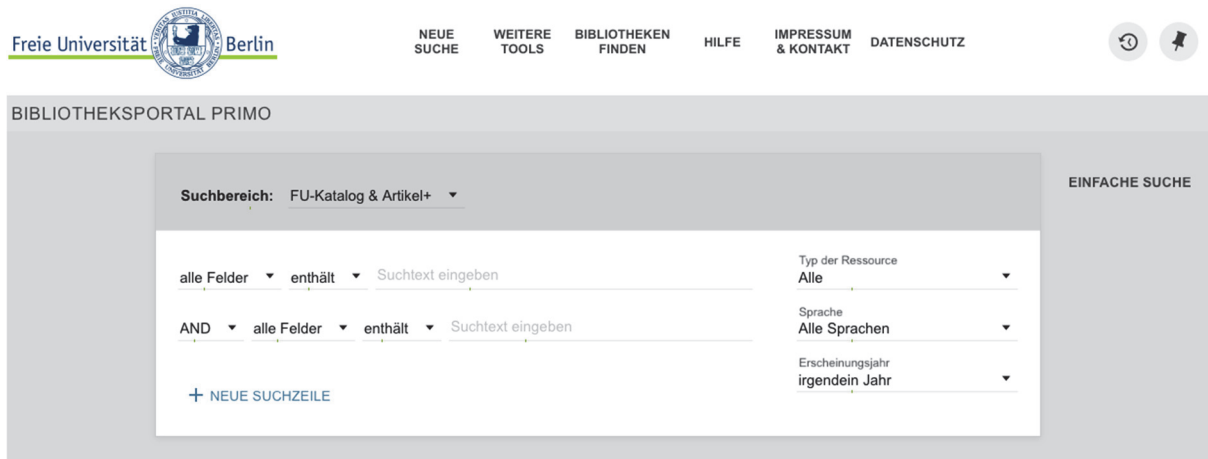 Freie Universität Berlin
NEUE SUCHE
WEITERE TOOLS
BIBLIOTHEKEN FINDEN
HILFE
IMPRESSUM & KONTAKT
DATENSCHUTZ
BIBLIOTHEKSPORTAL PRIMO
Suchbereich: FU-Katalog & Artikel+
EINFACHE SUCHE
alle Felder enthält Suchtext eingeben
AND alle Felder enthält Suchtext eingeben
+ NEUE SUCHZEILE
Typ der Ressource
Alle
Sprache
Alle Sprachen
Erscheinungsjahr
irgendein Jahr